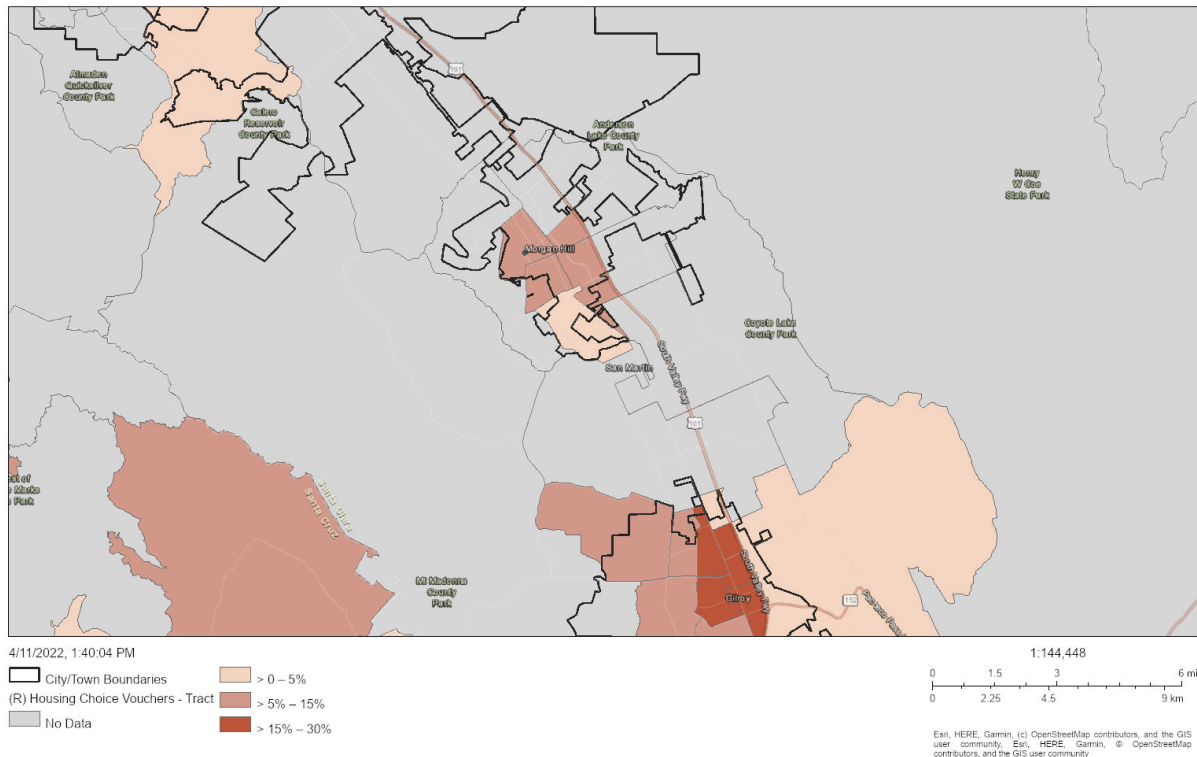 Almaden
Quicksilver
County Park
Calero
Reservoir
County Park
101
Anderson
Lake County
Park
Henry
W Coe
State Park
Morgan Hill
Coyote Lake
County Park
San Martin
South Valley Fwy
101
Park
Santa Clara
Santa Cruz
Mt Madonna
County
Park
South Valley Fwy
Gilroy
152
4/11/2022, 1:40:04 PM
City/Town Boundaries
(R) Housing Choice Vouchers - Tract
No Data
> 0 – 5%
> 5% – 15%
> 15% – 30%
1:144,448
0 1.5 3 6 mi
0 2.25 4.5 9 km
Esri, HERE, Garmin, (c) OpenStreetMap contributors, and the GIS
user community, Esri, HERE, Garmin, © OpenStreetMap
contributors, and the GIS user community